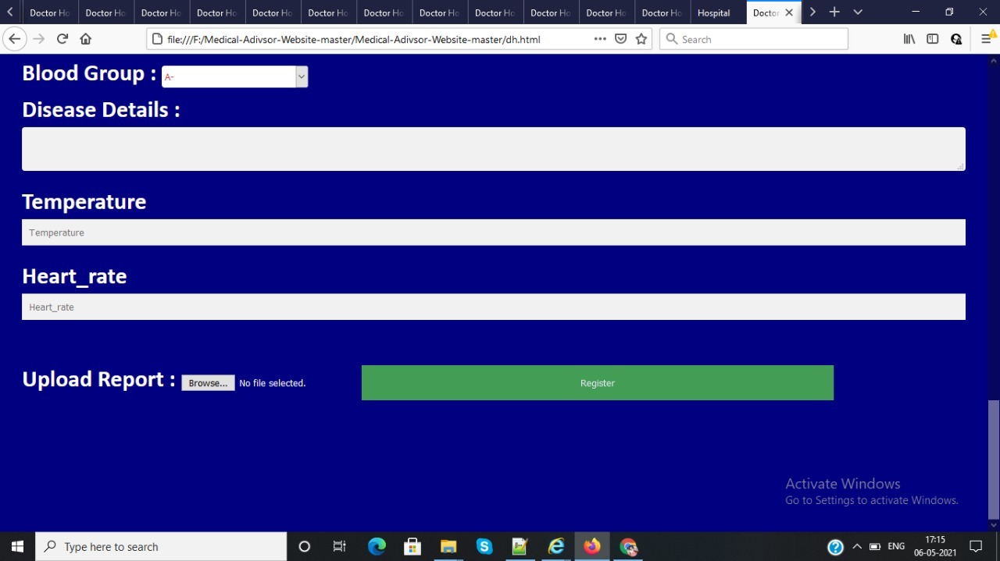 Doctor Ho Doctor Ho Doctor Ho Doctor Ho Doctor Ho Doctor Ho Doctor Ho Doctor Ho Doctor Ho Doctor Ho Doctor Ho Doctor Ho Hospital Doctor
file:///F:/Medical-Adivsor-Website-master/Medical-Adivsor-Website-master/dh.html Search
Blood Group : A-
Disease Details :
Temperature
Temperature
Heart_rate
Heart_rate
Upload Report : Browse... No file selected. Register
Activate Windows
Go to Settings to activate Windows.
Type here to search ENG 17:15
06-05-2021